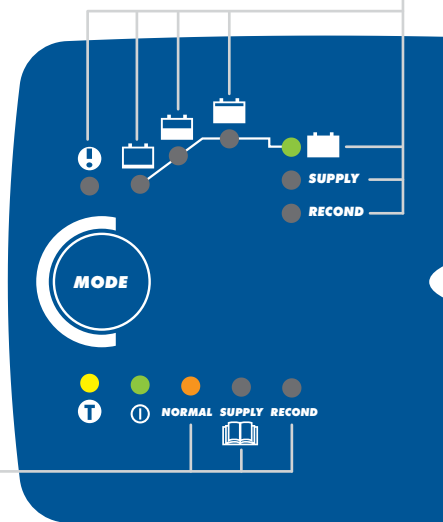 !
SUPPLY
RECOND
MODE
T
NORMAL SUPPLY RECOND